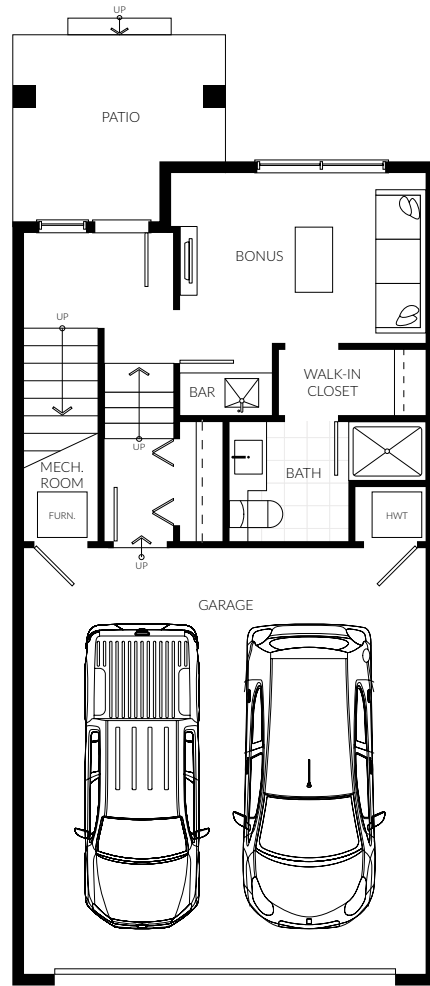 UP
PATIO
BONUS
UP
WALK-IN
CLOSET
BAR
UP
MECH.
ROOM
BATH
FURN.
HWT
UP
GARAGE